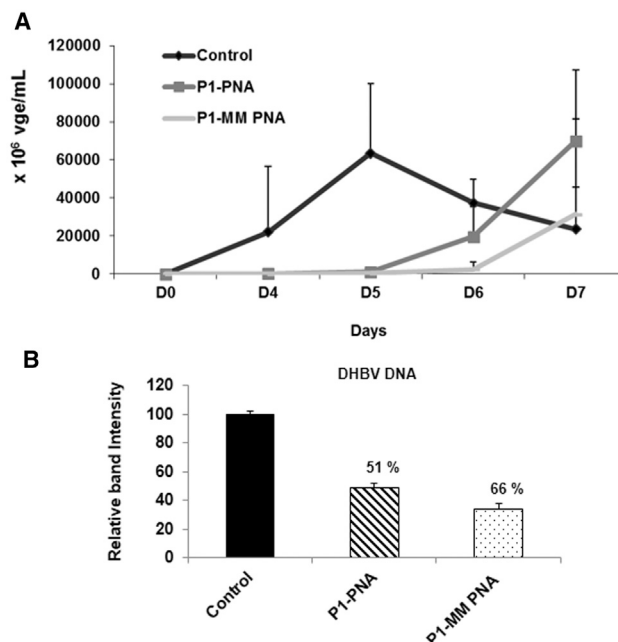 A
120000
100000
80000
60000
40000
20000
0
x 10⁶ vge/mL
Control
P1-PNA
P1-MM PNA
D0 D4 D5 D6 D7
Days
B
DHBV DNA
120
100
80
60
40
20
0
Relative band Intensity
51 %
66 %
Control
P1-PNA
P1-MM PNA